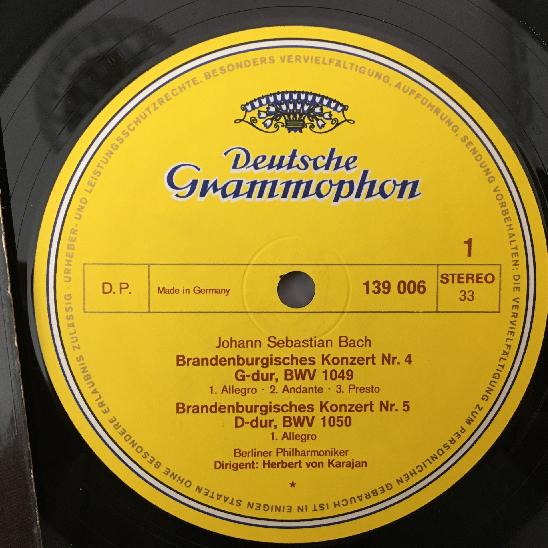 Deutsche
Grammophon
1
D.P.
Made in Germany
139 006
STEREO
33
Johann Sebastian Bach
Brandenburgisches Konzert Nr. 4
G-dur, BWV 1049
1. Allegro · 2. Andante · 3. Presto
Brandenburgisches Konzert Nr. 5
D-dur, BWV 1050
1. Allegro
Berliner Philharmoniker
Dirigent: Herbert von Karajan
*
URHEBER- UND LEISTUNGSSCHUTZRECHTE, BESONDERS VERVIELFÄLTIGUNG, AUFFÜHRUNG, SENDUNG VORBEHALTEN: DIE VERVIELFÄLTIGUNG ZUM PERSÖNLICHEN GEBRAUCH IST IN EINIGEN STAATEN OHNE BESONDERE ERLAUBNIS ZULÄSSIG ·